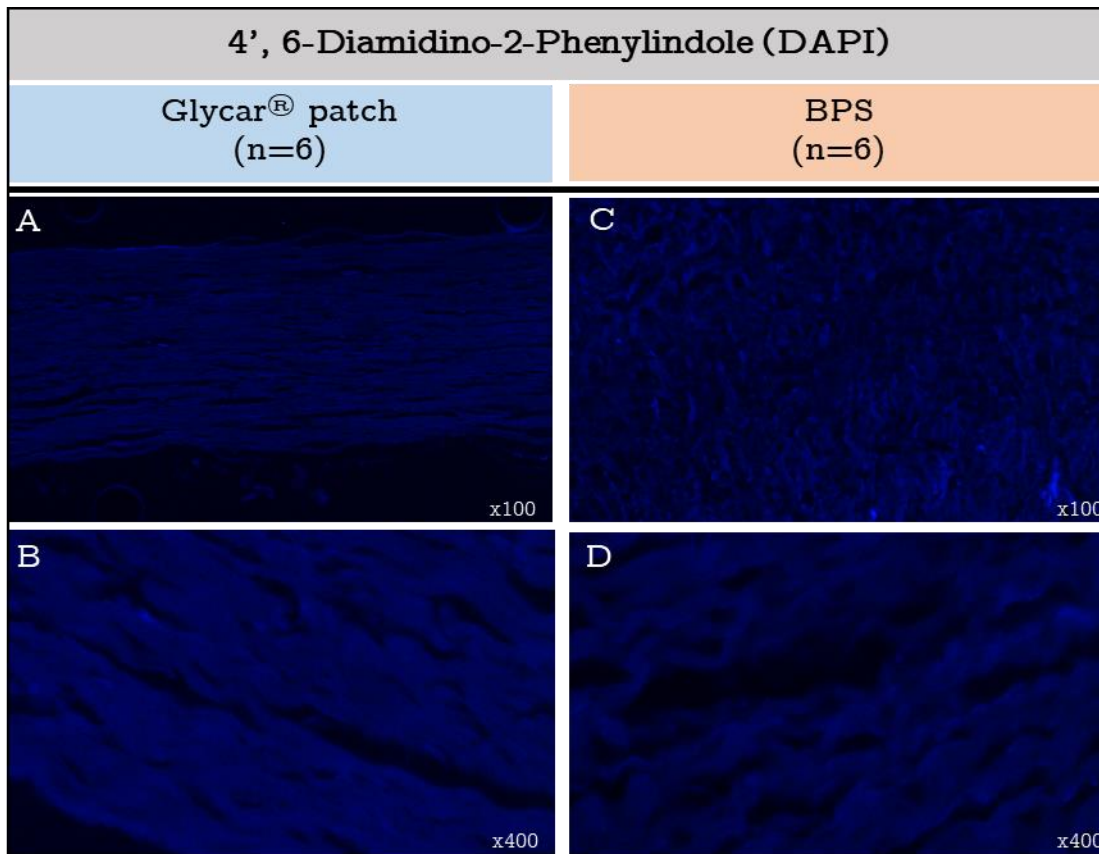 4’, 6-Diamidino-2-Phenylindole (DAPI)
Glycar® patch
(n=6)
BPS
(n=6)
A
x100
C
x100
B
x400
D
x400